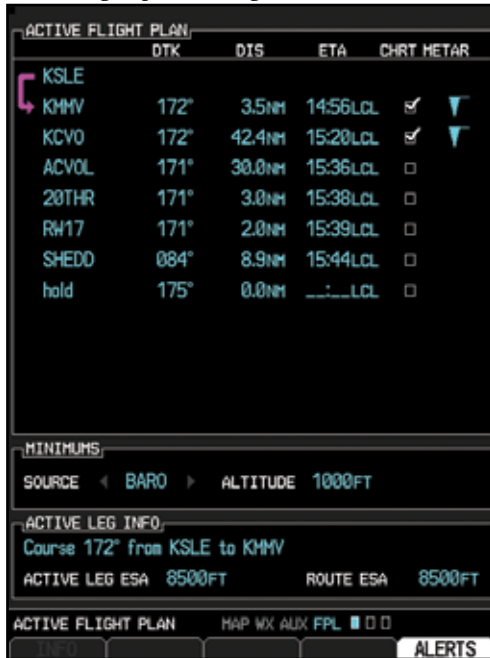 ACTIVE FLIGHT PLAN
DTK DIS ETA CHRT METAR
KSLE
KMMV 172° 3.5NM 14:56LCL
KCVO 172° 42.4NM 15:20LCL
ACVOL 171° 30.0NM 15:36LCL
20THR 171° 3.0NM 15:38LCL
RW17 171° 2.0NM 15:39LCL
SHEDD 084° 8.9NM 15:44LCL
hold 175° 0.0NM __:__LCL
MINIMUMS
SOURCE BARO ALTITUDE 1000FT
ACTIVE LEG INFO
Course 172° from KSLE to KMMV
ACTIVE LEG ESA 8500FT ROUTE ESA 8500FT
ACTIVE FLIGHT PLAN MAP WX AUX FPL
INFO ALERTS